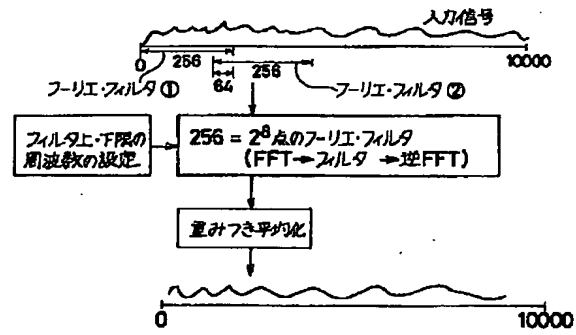 入力信号
0
10000
256
256
64
フーリエ・フィルタ①
フーリエ・フィルタ②
フィルタ上・下限の
周波数の設定
256 = 2⁸点のフーリエ・フィルタ
(FFT→フィルタ→逆FFT)
重みつき平均化
0
10000